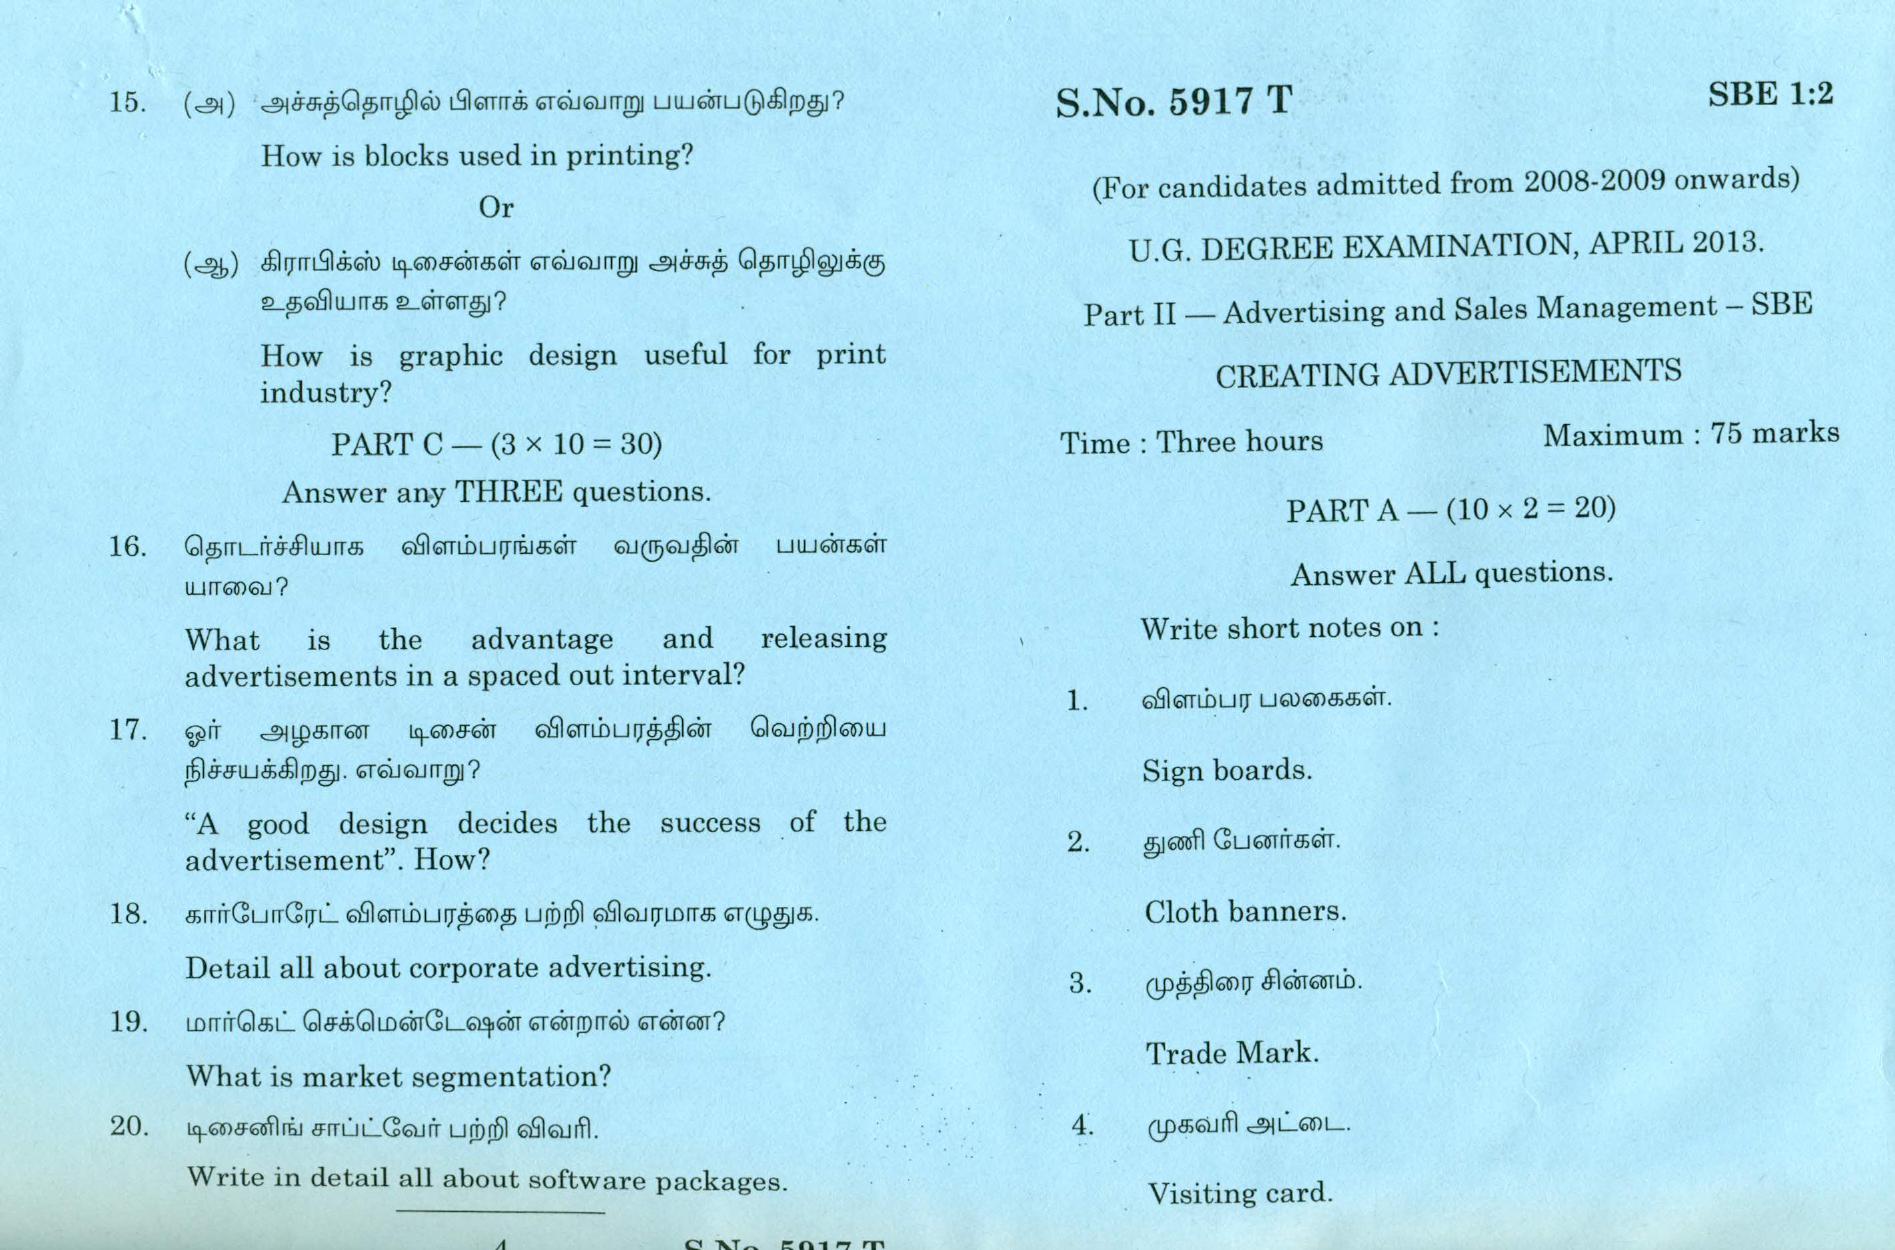 15. (அ) அச்சுத்தொழில் பிளாக் எவ்வாறு பயன்படுகிறது?
How is blocks used in printing?
Or
(ஆ) கிராபிக்ஸ் டிசைன்கள் எவ்வாறு அச்சுத் தொழிலுக்கு
உதவியாக உள்ளது?
How is graphic design useful for print
industry?
PART C — (3 × 10 = 30)
Answer any THREE questions.
16. தொடர்ச்சியாக விளம்பரங்கள் வருவதின் பயன்கள்
யாவை?
What is the advantage and releasing
advertisements in a spaced out interval?
17. ஓர் அழகான டிசைன் விளம்பரத்தின் வெற்றியை
நிச்சயக்கிறது. எவ்வாறு?
“A good design decides the success of the
advertisement”. How?
18. கார்போரேட் விளம்பரத்தை பற்றி விவரமாக எழுதுக.
Detail all about corporate advertising.
19. மார்கெட் செக்மென்டேஷன் என்றால் என்ன?
What is market segmentation?
20. டிசைனிங் சாப்ட்வேர் பற்றி விவரி.
Write in detail all about software packages.
4 S.No. 5917 T
S.No. 5917 T SBE 1:2
(For candidates admitted from 2008-2009 onwards)
U.G. DEGREE EXAMINATION, APRIL 2013.
Part II — Advertising and Sales Management – SBE
CREATING ADVERTISEMENTS
Time : Three hours Maximum : 75 marks
PART A — (10 × 2 = 20)
Answer ALL questions.
Write short notes on :
1. விளம்பர பலகைகள்.
Sign boards.
2. துணி பேனர்கள்.
Cloth banners.
3. முத்திரை சின்னம்.
Trade Mark.
4. முகவரி அட்டை.
Visiting card.